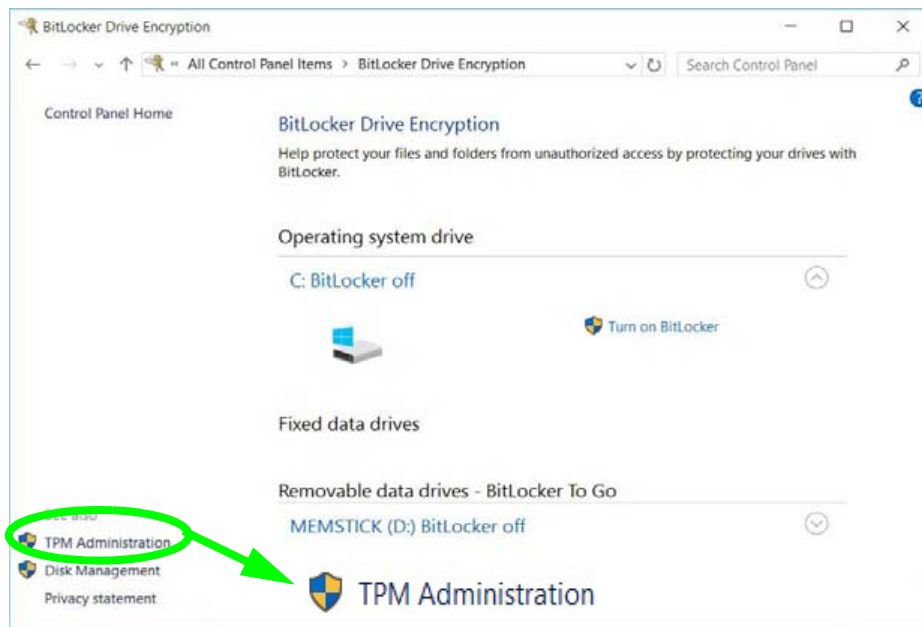 BitLocker Drive Encryption
« All Control Panel Items > BitLocker Drive Encryption
Search Control Panel
Control Panel Home
?
BitLocker Drive Encryption
Help protect your files and folders from unauthorized access by protecting your drives with
BitLocker.
Operating system drive
C: BitLocker off
Turn on BitLocker
Fixed data drives
Removable data drives - BitLocker To Go
MEMSTICK (D:) BitLocker off
See also
TPM Administration
Disk Management
Privacy statement
TPM Administration